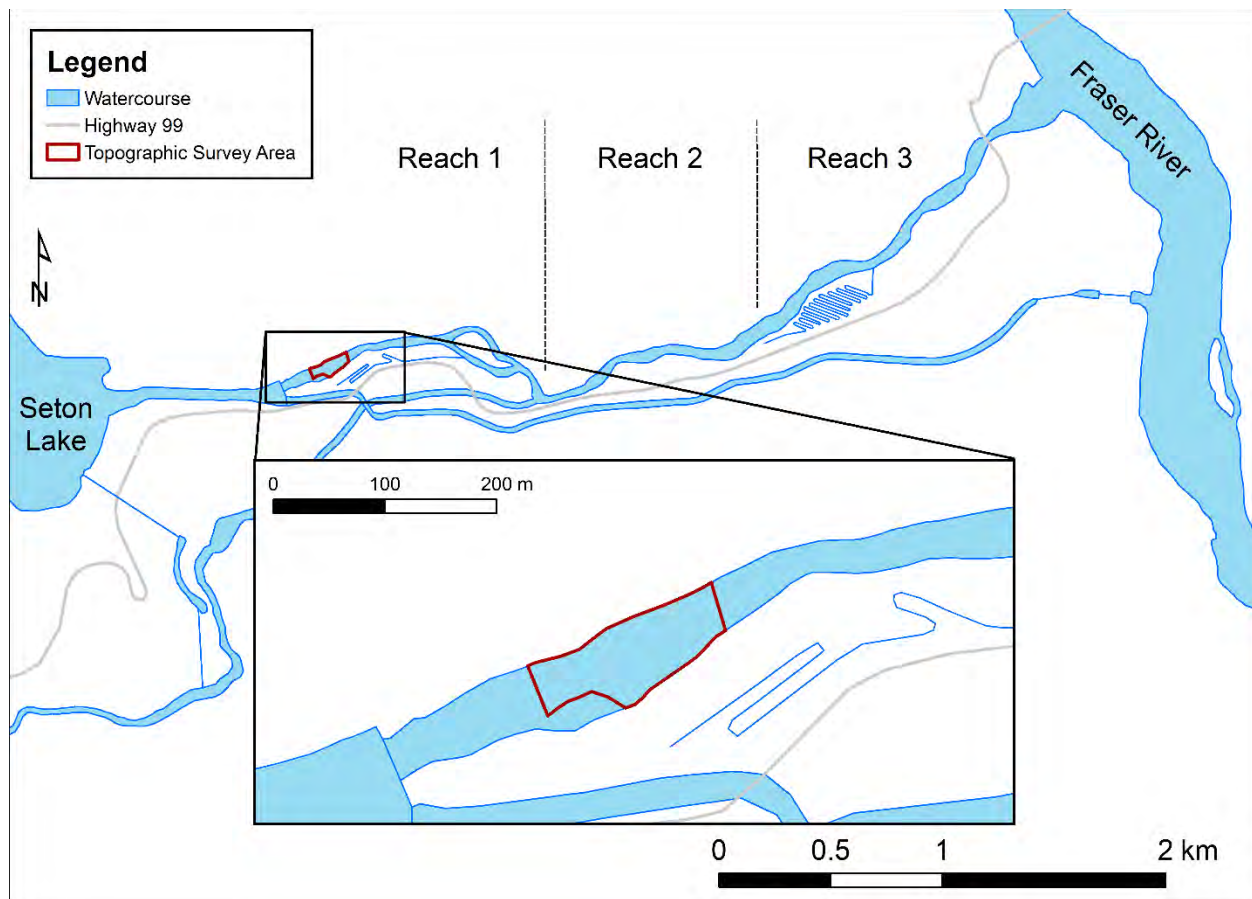 Legend
Watercourse
Highway 99
Topographic Survey Area
Reach 1
Reach 2
Reach 3
Fraser River
N
Seton
Lake
0 100 200 m
0 0.5 1 2 km